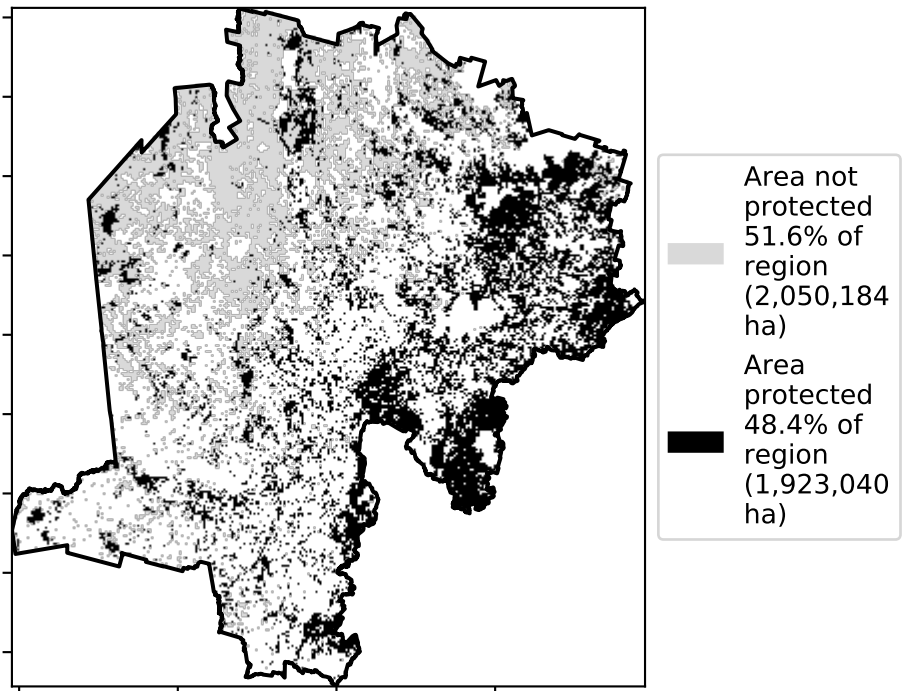 Area not
protected
51.6% of
region
(2,050,184
ha)
Area
protected
48.4% of
region
(1,923,040
ha)